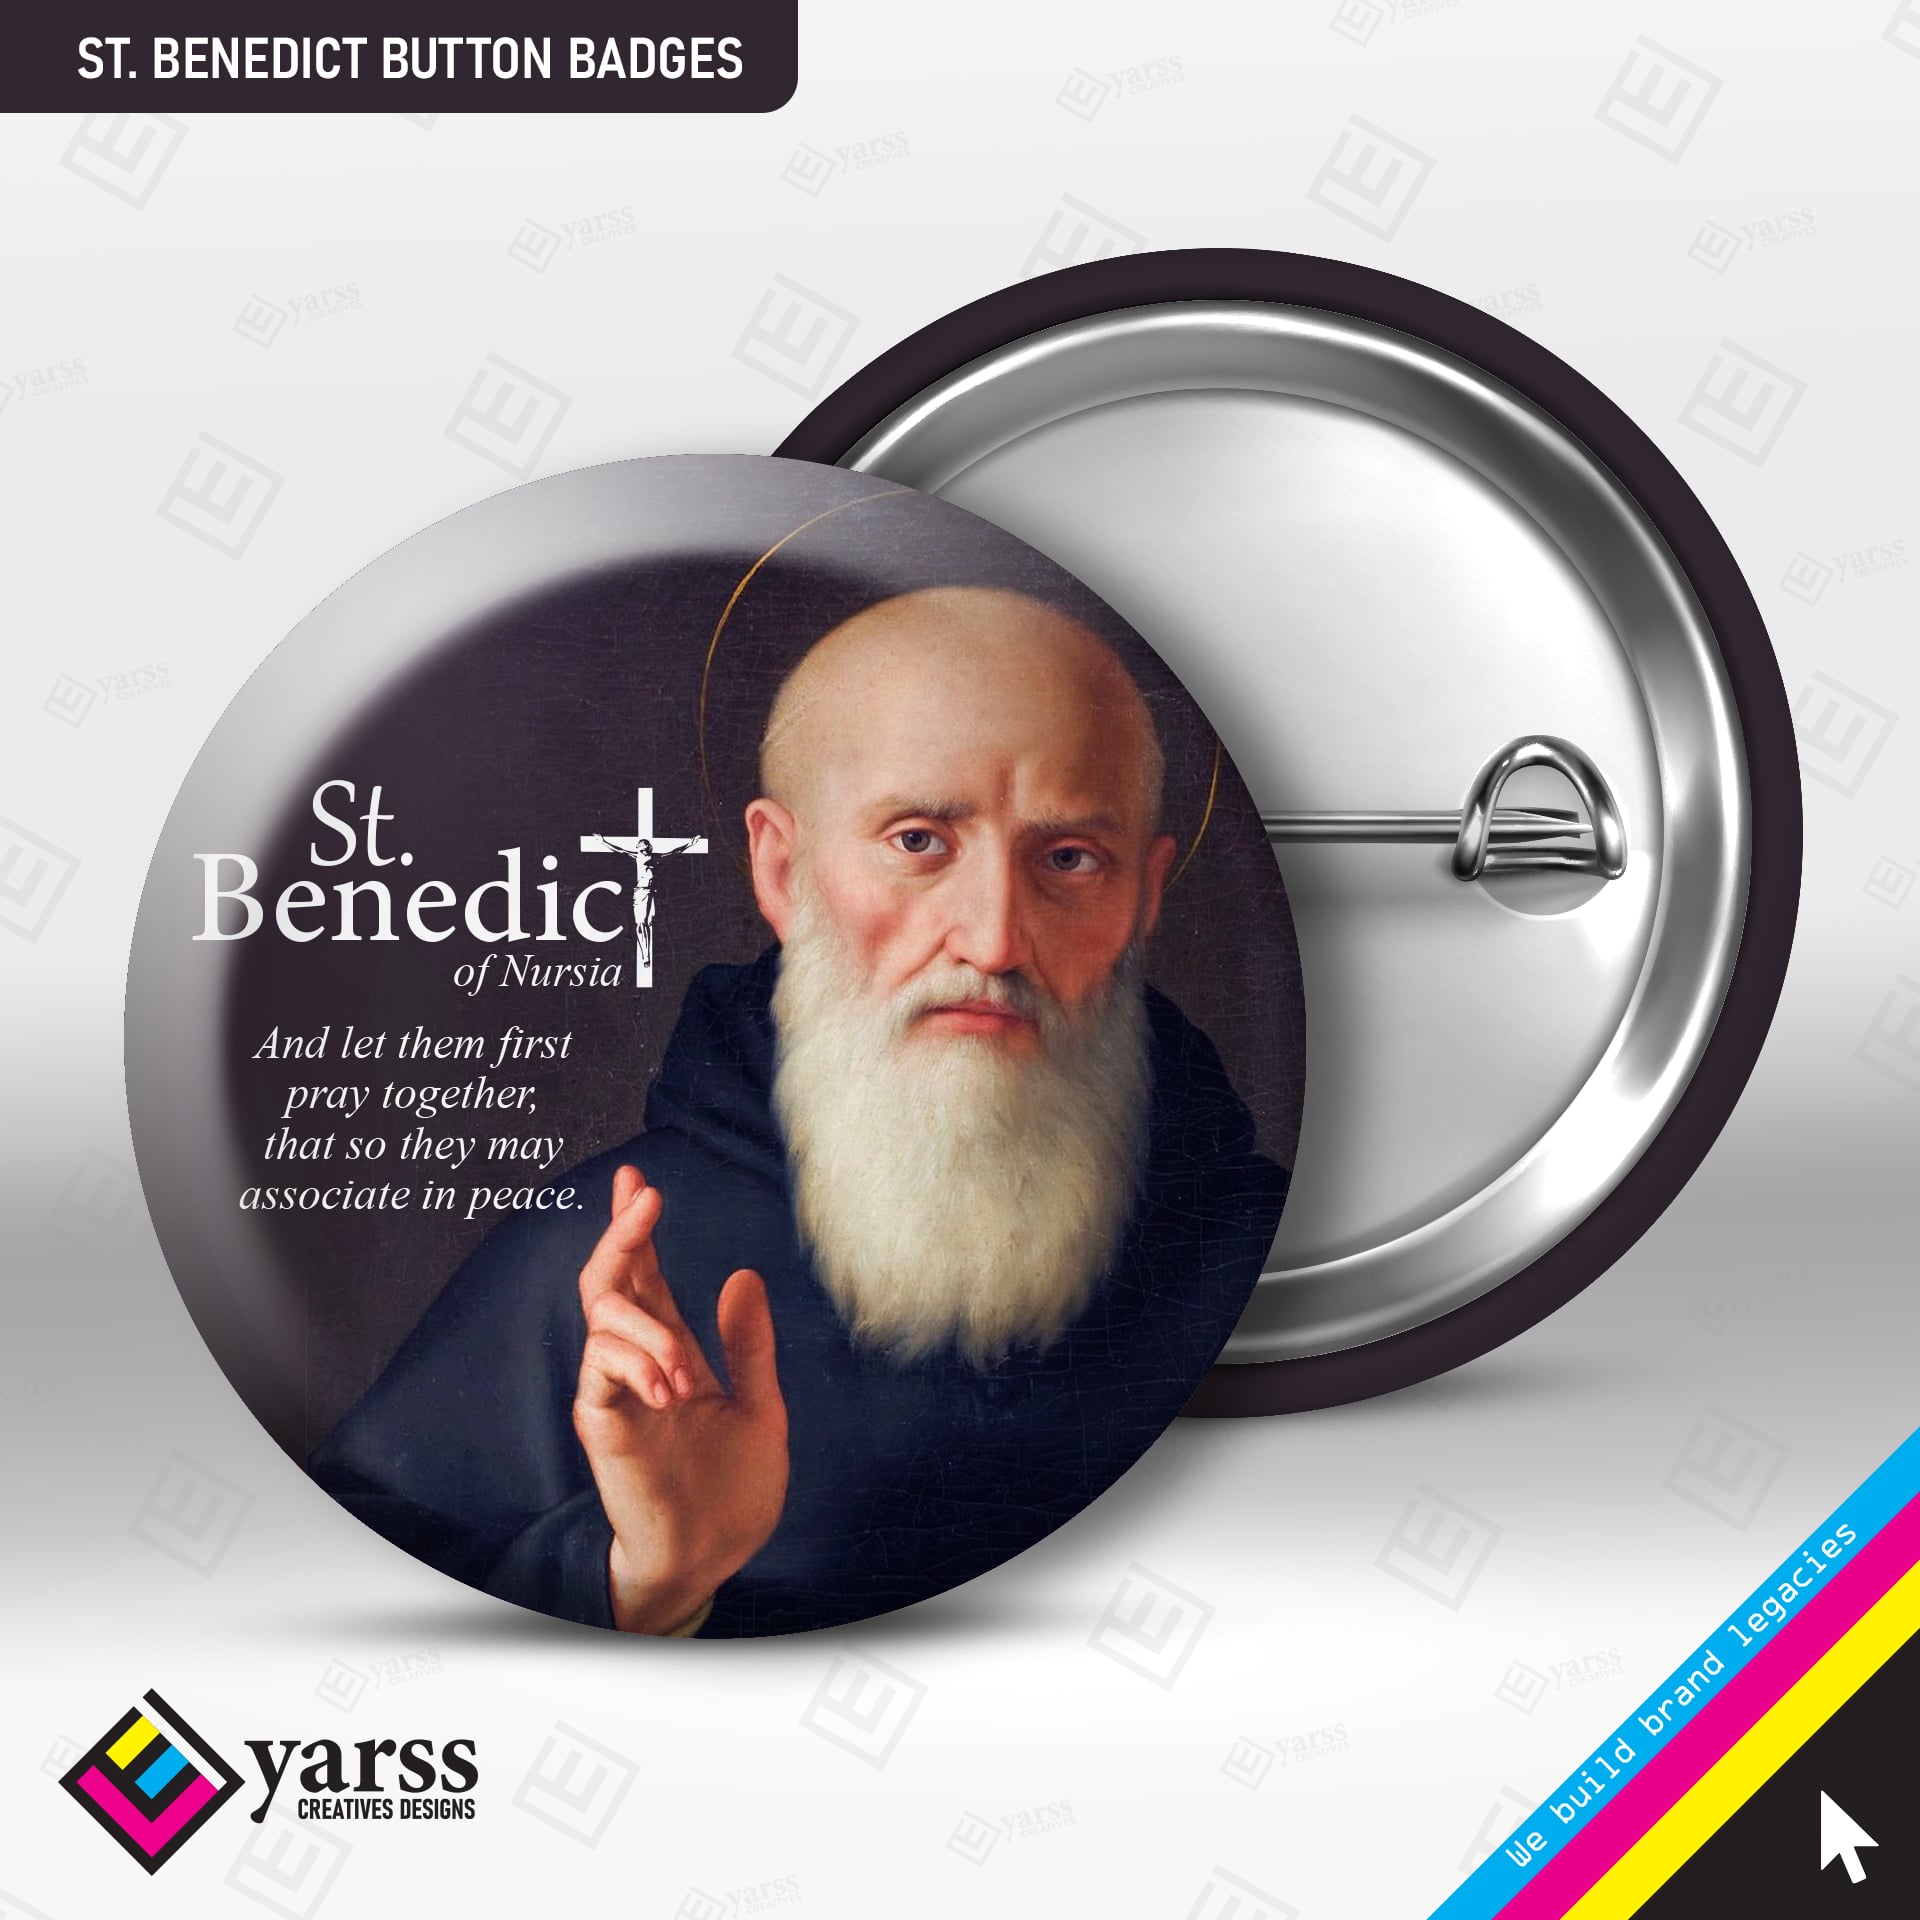 ST. BENEDICT BUTTON BADGES
St.
Benedict
of Nursia
And let them first
pray together,
that so they may
associate in peace.
We build brand legacies
Eyarss
CREATIVES DESIGNS